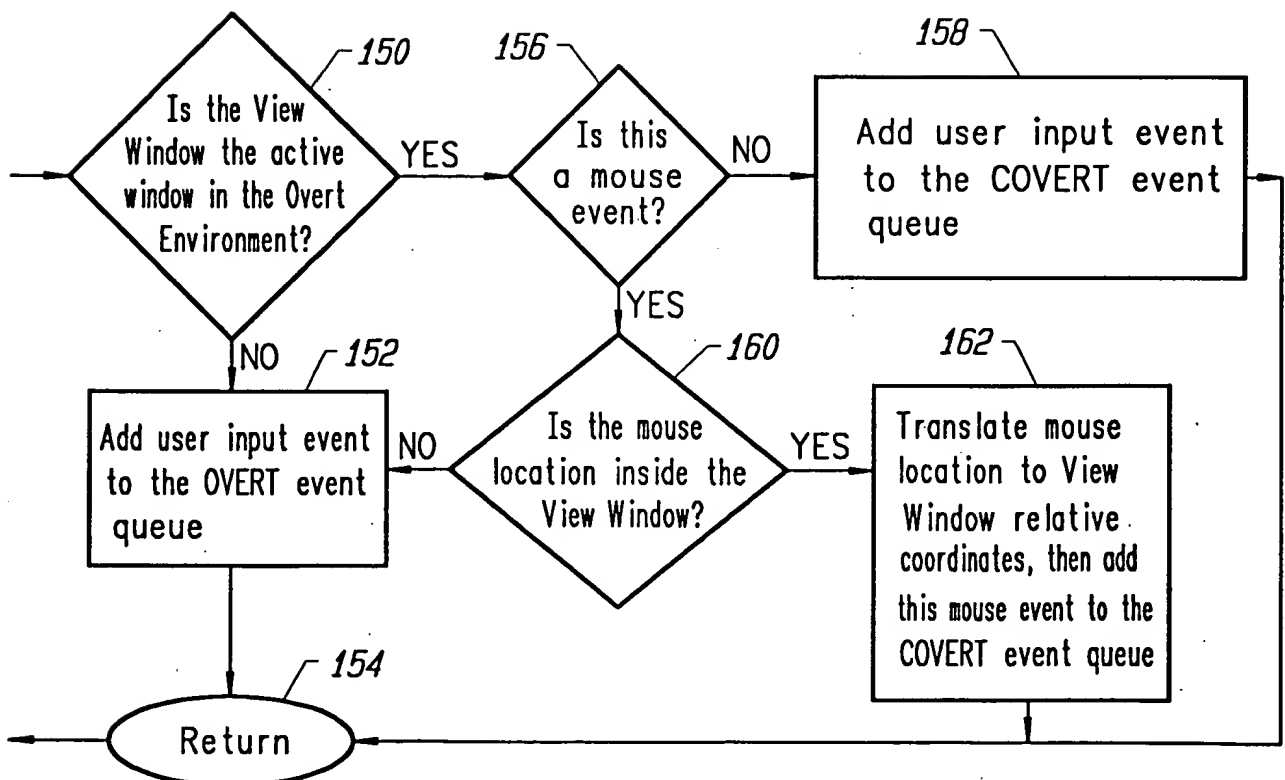 150
Is the View
Window the active
window in the Overt
Environment?
YES
NO
156
Is this
a mouse
event?
NO
YES
158
Add user input event
to the COVERT event
queue
152
Add user input event
to the OVERT event
queue
160
Is the mouse
location inside the
View Window?
NO
YES
162
Translate mouse
location to View
Window relative
coordinates, then add
this mouse event to the
COVERT event queue
154
Return